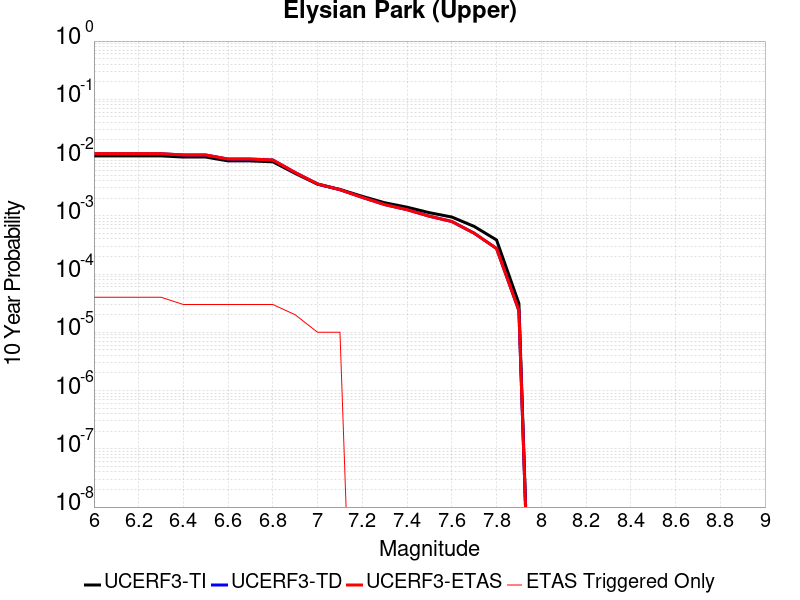 Elysian Park (Upper)
10 0
10 -1
10 -2
10 -3
10 -4
10 -5
10 -6
10 -7
10 -8
10 Year Probability
6 6.2 6.4 6.6 6.8 7 7.2 7.4 7.6 7.8 8 8.2 8.4 8.6 8.8 9
Magnitude
UCERF3-TI UCERF3-TD UCERF3-ETAS ETAS Triggered Only